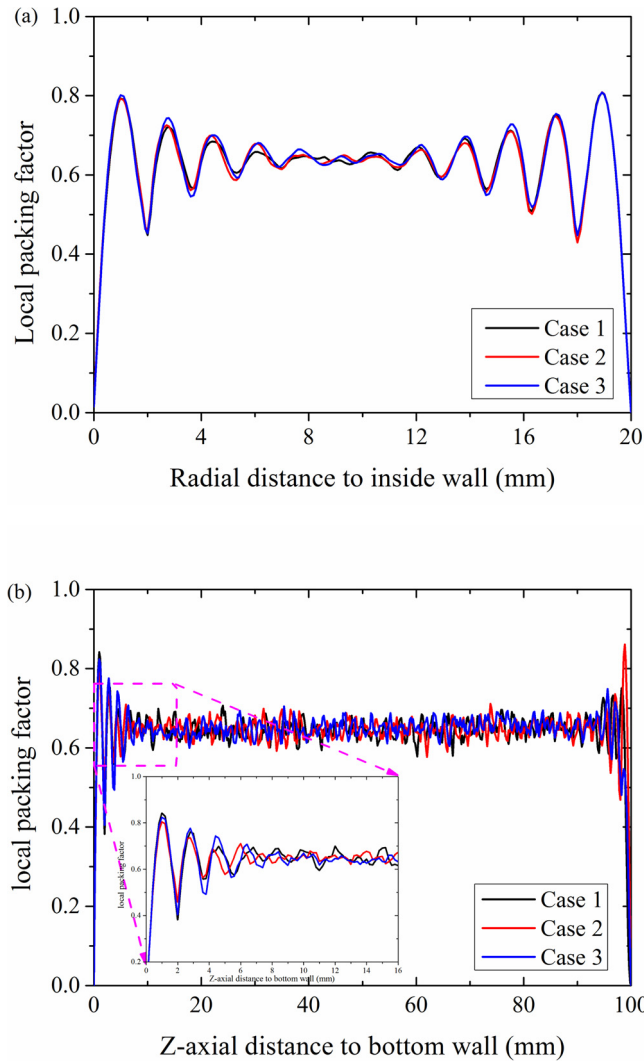 (a)
1.0
0.8
0.6
0.4
0.2
0.0
Local packing factor
Case 1
Case 2
Case 3
0 4 8 12 16 20
Radial distance to inside wall (mm)
(b)
1.0
0.8
0.6
0.4
0.2
0.0
local packing factor
1.0
0.8
0.6
0.4
0.2
local packing factor
0 2 4 6 8 10 12 14 16
Z-axial distance to bottom wall (mm)
Case 1
Case 2
Case 3
0 20 40 60 80 100
Z-axial distance to bottom wall (mm)